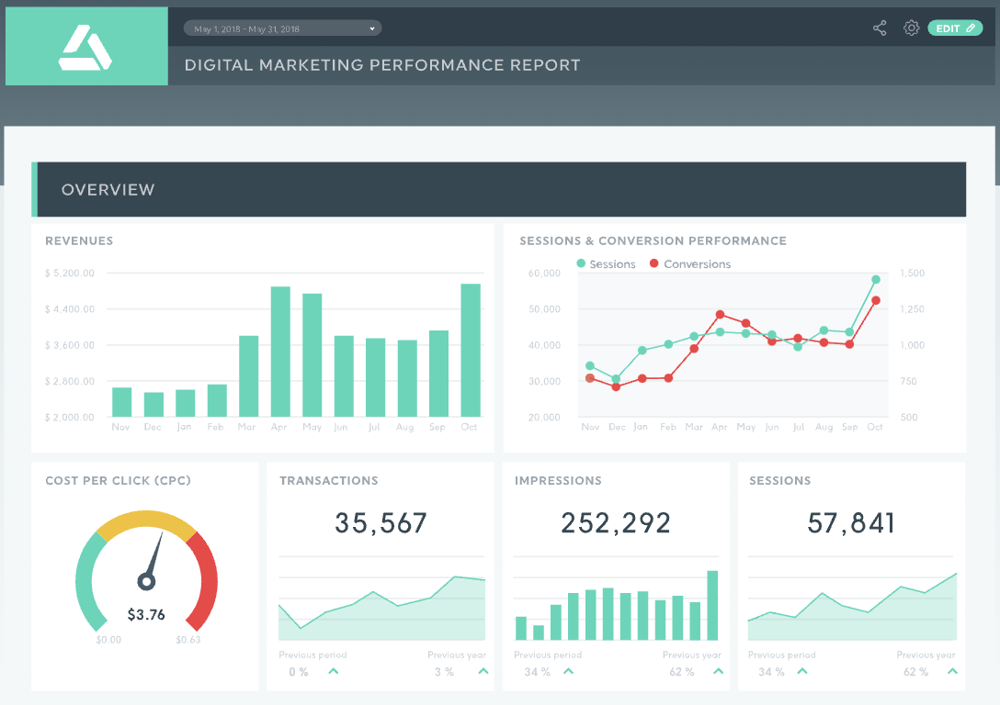 May 1, 2018 - May 31, 2018
EDIT
DIGITAL MARKETING PERFORMANCE REPORT
OVERVIEW
REVENUES
$ 5,200.00
$ 4,400.00
$ 3,600.00
$ 2,800.00
$ 2,000.00
Nov Dec Jan Feb Mar Apr May Jun Jul Aug Sep Oct
SESSIONS & CONVERSION PERFORMANCE
Sessions Conversions
60,000 1,500
50,000 1,250
40,000 1,000
30,000 750
20.000 500
Nov Dec Jan Feb Mar Apr May Jun Jul Aug Sep Oct
COST PER CLICK (CPC)
$3.76
$0.00 $0.63
TRANSACTIONS
35,567
Previous period Previous year
0 % 3 %
IMPRESSIONS
252,292
Previous period Previous year
34 % 62 %
SESSIONS
57,841
Previous period Previous year
34 % 62 %